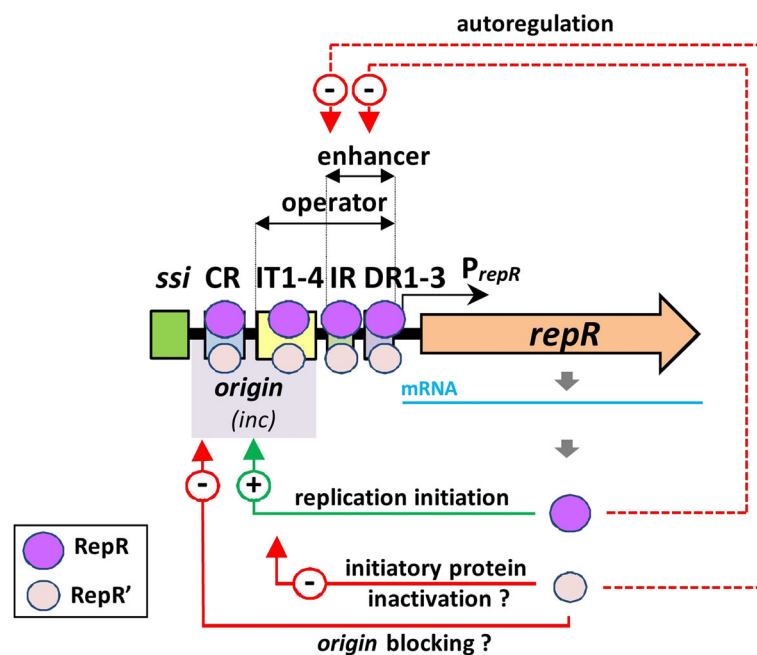 autoregulation
- -
enhancer
operator
ssi CR IT1-4 IR DR1-3 PrepR
repR
mRNA
origin
(inc)
- +
replication initiation
RepR
RepR’
- initiatory protein
inactivation ?
origin blocking ?